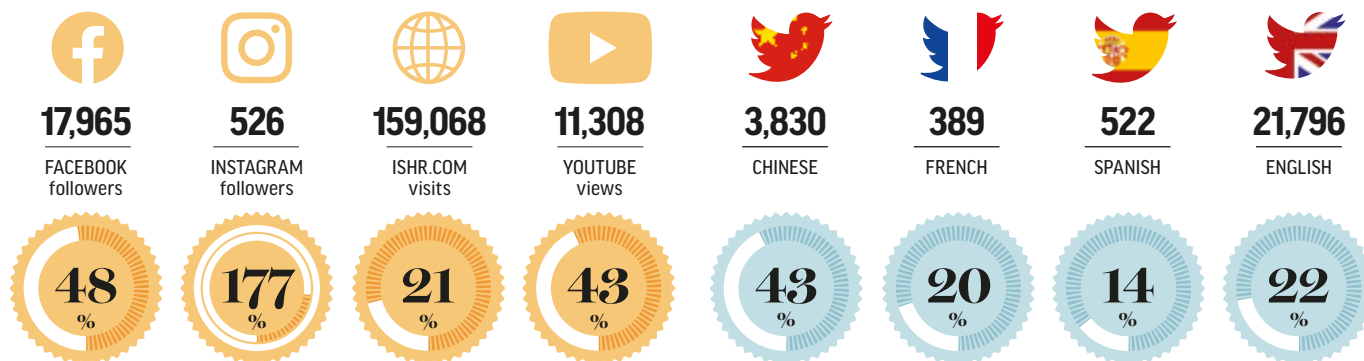 17,965
FACEBOOK
followers
48
%
526
INSTAGRAM
followers
177
%
159,068
ISHR.COM
visits
21
%
11,308
YOUTUBE
views
43
%
3,830
CHINESE
43
%
389
FRENCH
20
%
522
SPANISH
14
%
21,796
ENGLISH
22
%